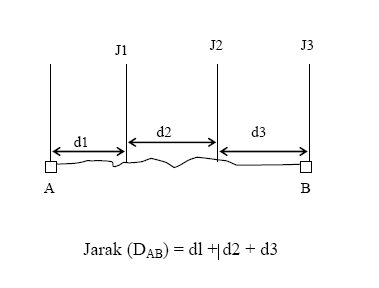 J1 J2 J3
d1 d2 d3
A B
Jarak (DAB) = dl + d2 + d3